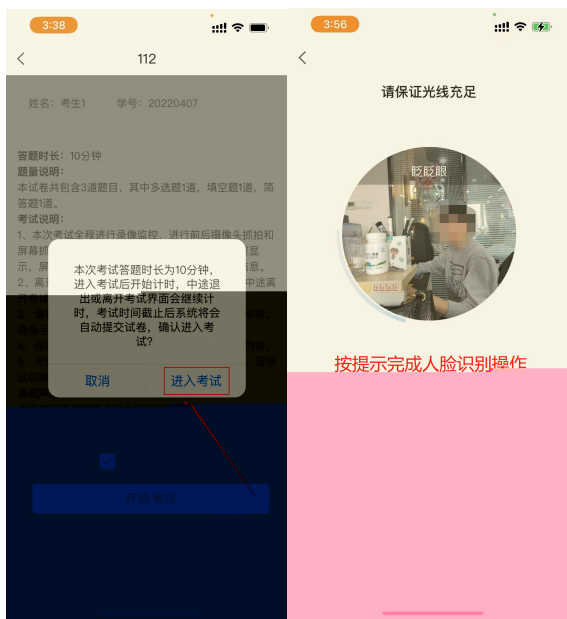 3:38
112
姓名：考生1 学号：20220407
答题时长：10分钟
题量说明：
本试卷共包含3道题目，其中多选题1道，填空题1道，简
答题1道。
考试说明：
1、本次考试全程进行录像监控，进行前后摄像头抓拍和
屏幕抓
示，屏
2、离开
本次考试答题时长为10分钟，
进入考试后开始计时，中途退
出或离开考试界面会继续计
时，考试时间截止后系统将会
自动提交试卷，确认进入考
试？
取消 进入考试
开始考试
3:56
请保证光线充足
眨眨眼
按提示完成人脸识别操作